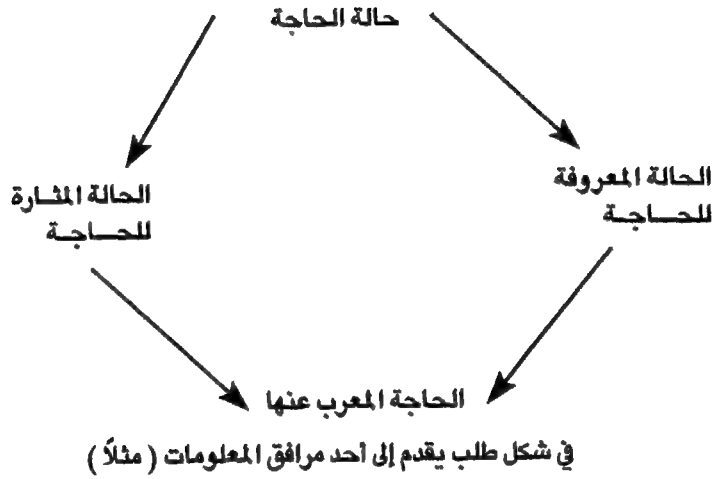 حالة الحاجة
الحالة المعروفة
للحاجة
الحالة المثارة
للحاجة
الحاجة المعرب عنها
في شكل طلب يقدم إلى أحد مرافق المعلومات (مثلاً)